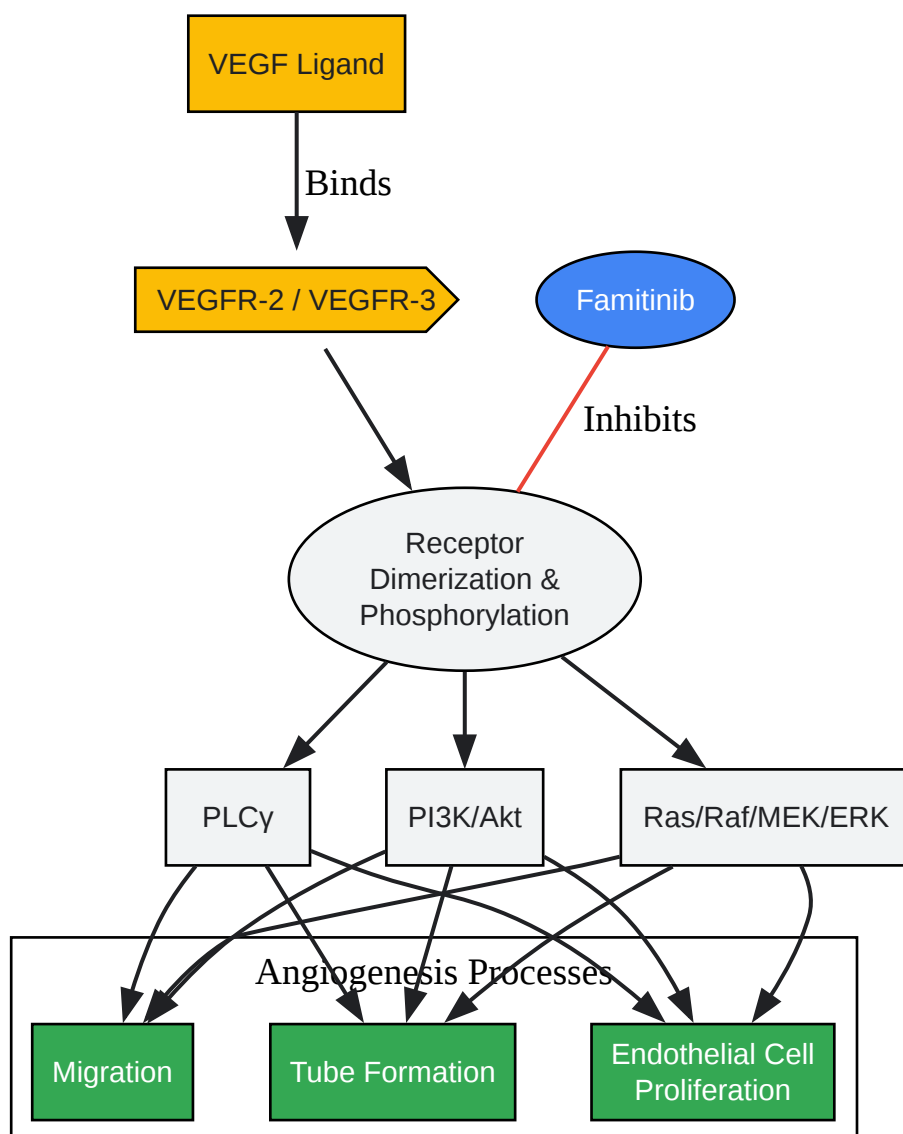 VEGF Ligand
Binds
VEGFR-2 / VEGFR-3
Famitinib
Inhibits
Receptor
Dimerization &
Phosphorylation
PLCγ
PI3K/Akt
Ras/Raf/MEK/ERK
Angiogenesis Processes
Migration
Tube Formation
Endothelial Cell
Proliferation